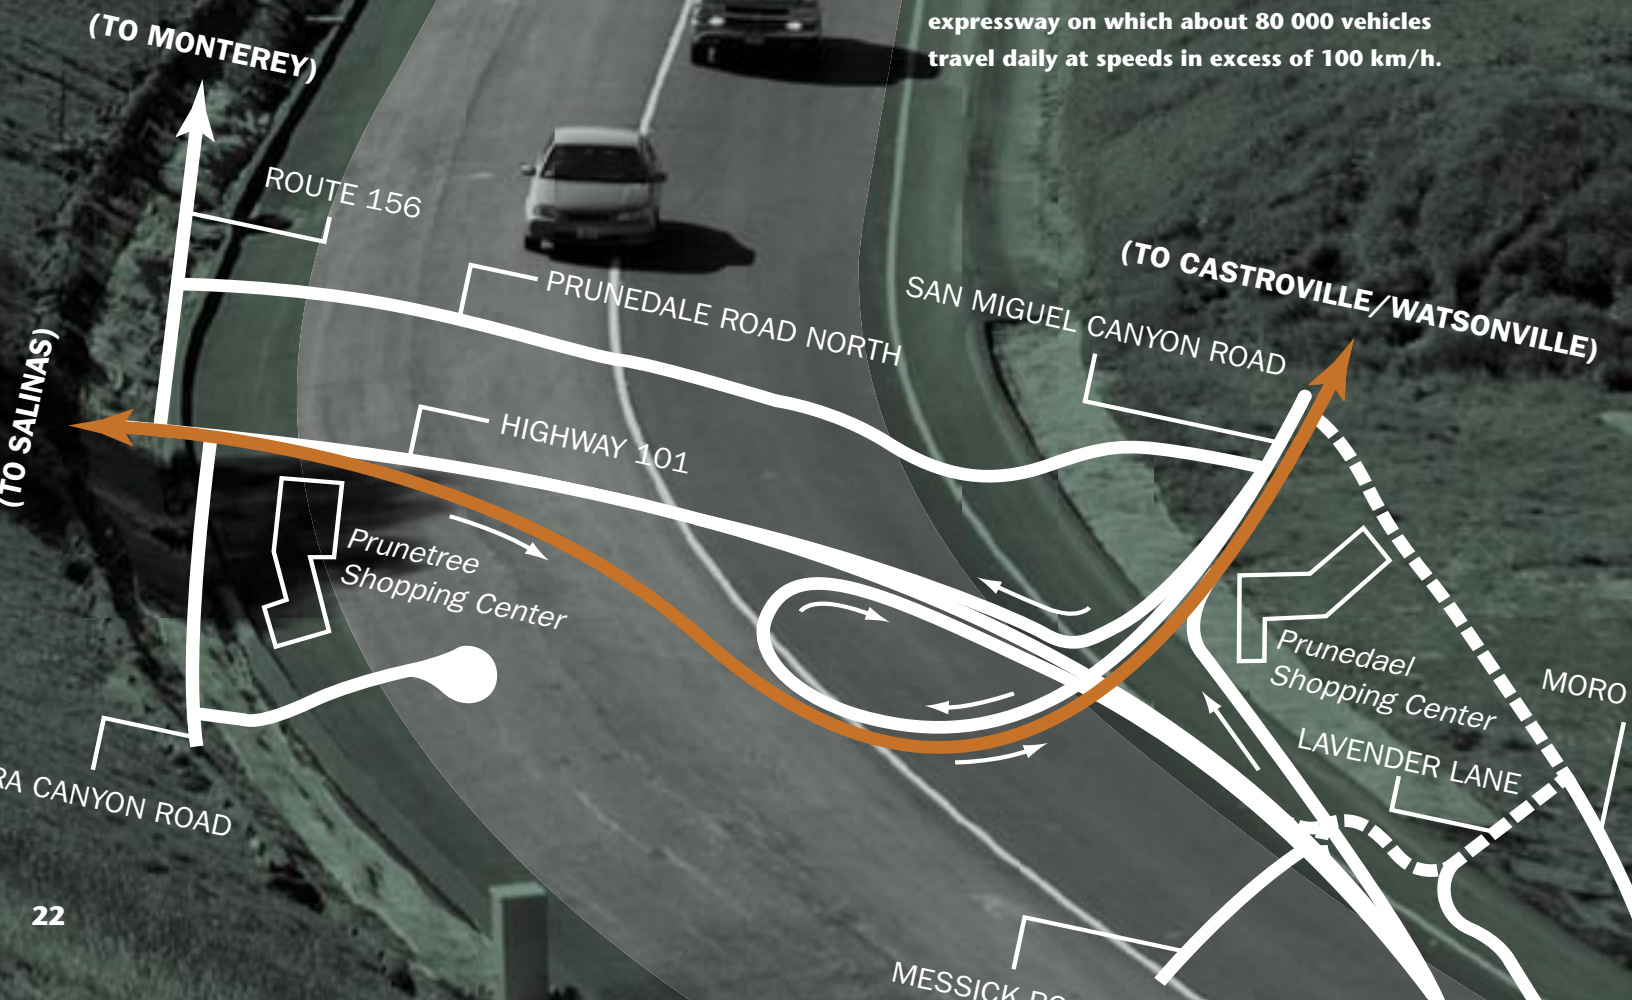 expressway on which about 80 000 vehicles
travel daily at speeds in excess of 100 km/h.
(TO MONTEREY)
ROUTE 156
(TO CASTROVILLE/WATSONVILLE)
PRUNEDALE ROAD NORTH
SAN MIGUEL CANYON ROAD
(TO SALINAS)
HIGHWAY 101
Prunetree
Shopping Center
Prunedael
Shopping Center
MORO
LAVENDER LANE
CANYON ROAD
22
MESSICK